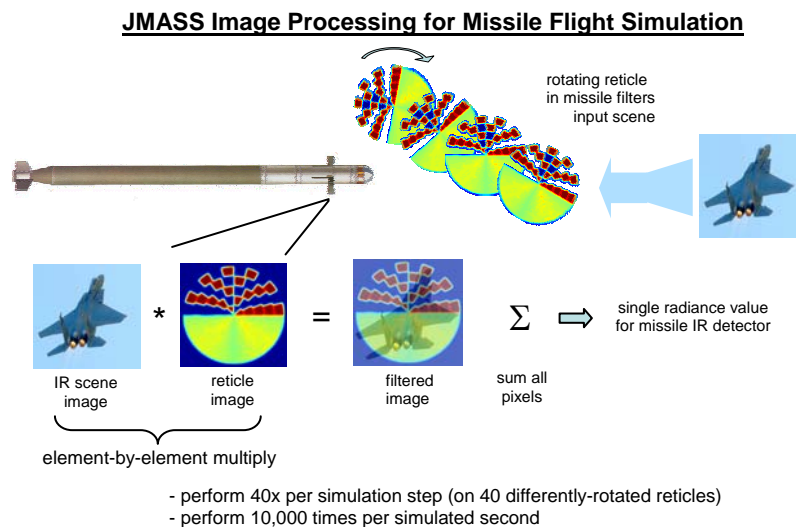 JMASS Image Processing for Missile Flight Simulation
rotating reticle
in missile filters
input scene
*
=
Σ
single radiance value
for missile IR detector
IR scene
image
reticle
image
filtered
image
sum all
pixels
element-by-element multiply
- perform 40x per simulation step (on 40 differently-rotated reticles)
- perform 10,000 times per simulated second